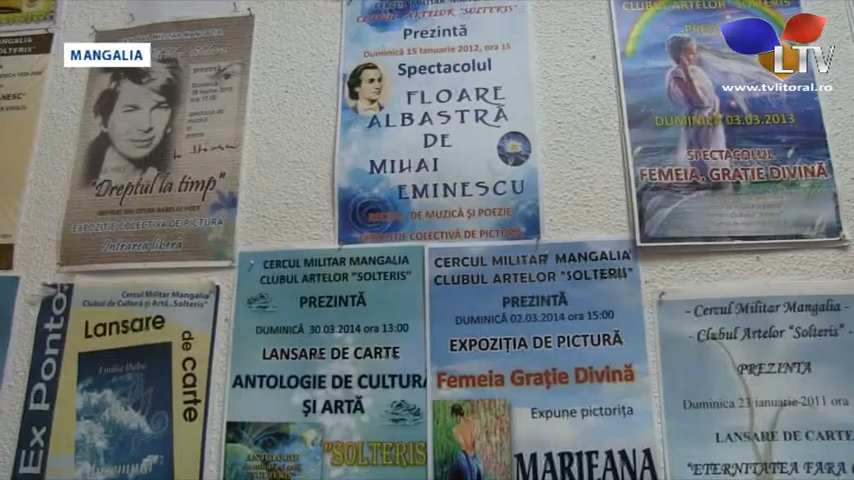 MANGALIA
LTV
www.tvlitoral.ro
prezintă
"Dreptul la timp"
EXPOZIȚIE COLECTIVĂ DE PICTURĂ
Intrarea liberă
CLUBUL ARTELOR "SOLTERIS"
Prezintă
Duminica 15 Ianuarie 2012, ora 15
Spectacolul
FLOARE
ALBASTRĂ
DE
MIHAI
EMINESCU
RECITAL DE MUZICĂ ȘI POEZIE
EXPOZIȚIE COLECTIVĂ DE PICTURĂ
CLUBUL ARTELOR "SOLTERIS"
DUMINICĂ 03.03.2013
SPECTACOLUL
FEMEIA, GRAȚIE DIVINĂ
Cercul Militar Mangalia
Clubul de Cultură și Artă "Solteris"
Ex Ponto
Lansare
de carte
CERCUL MILITAR MANGALIA
CLUBUL ARTELOR "SOLTERIS"
PREZINTĂ
DUMINICĂ 30.03.2014 ora 13:00
LANSARE DE CARTE
ANTOLOGIE DE CULTURĂ
ȘI ARTĂ
"SOLTERIS
CERCUL MILITAR MANGALIA
CLUBUL ARTELOR "SOLTERIS"
PREZINTĂ
DUMINICĂ 02.03.2014 ora 15:00
EXPOZIȚIA DE PICTURĂ
Femeia Grație Divină
Expune pictorița
MARIEANA
- Cercul Militar Mangalia -
- Clubul Artelor "Solteris"
PREZINTĂ
Duminică 23 ianuarie 2011 ora
LANSARE DE CARTE
"ETERNITATEA FARA